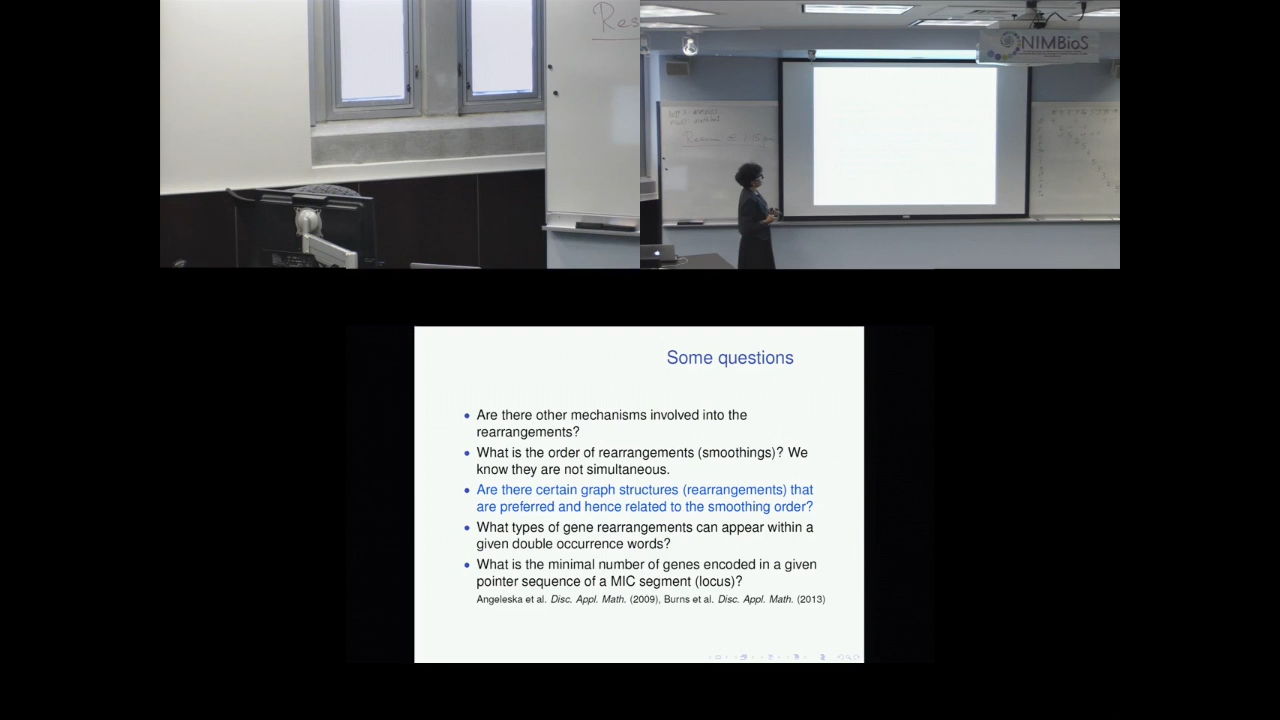 Res
NIMBioS
Some questions
Are there other mechanisms involved into the
rearrangements?
What is the order of rearrangements (smoothings)? We
know they are not simultaneous.
Are there certain graph structures (rearrangements) that
are preferred and hence related to the smoothing order?
What types of gene rearrangements can appear within a
given double occurrence words?
What is the minimal number of genes encoded in a given
pointer sequence of a MIC segment (locus)?
Angeleska et al. Disc. Appl. Math. (2009), Burns et al. Disc. Appl. Math. (2013)